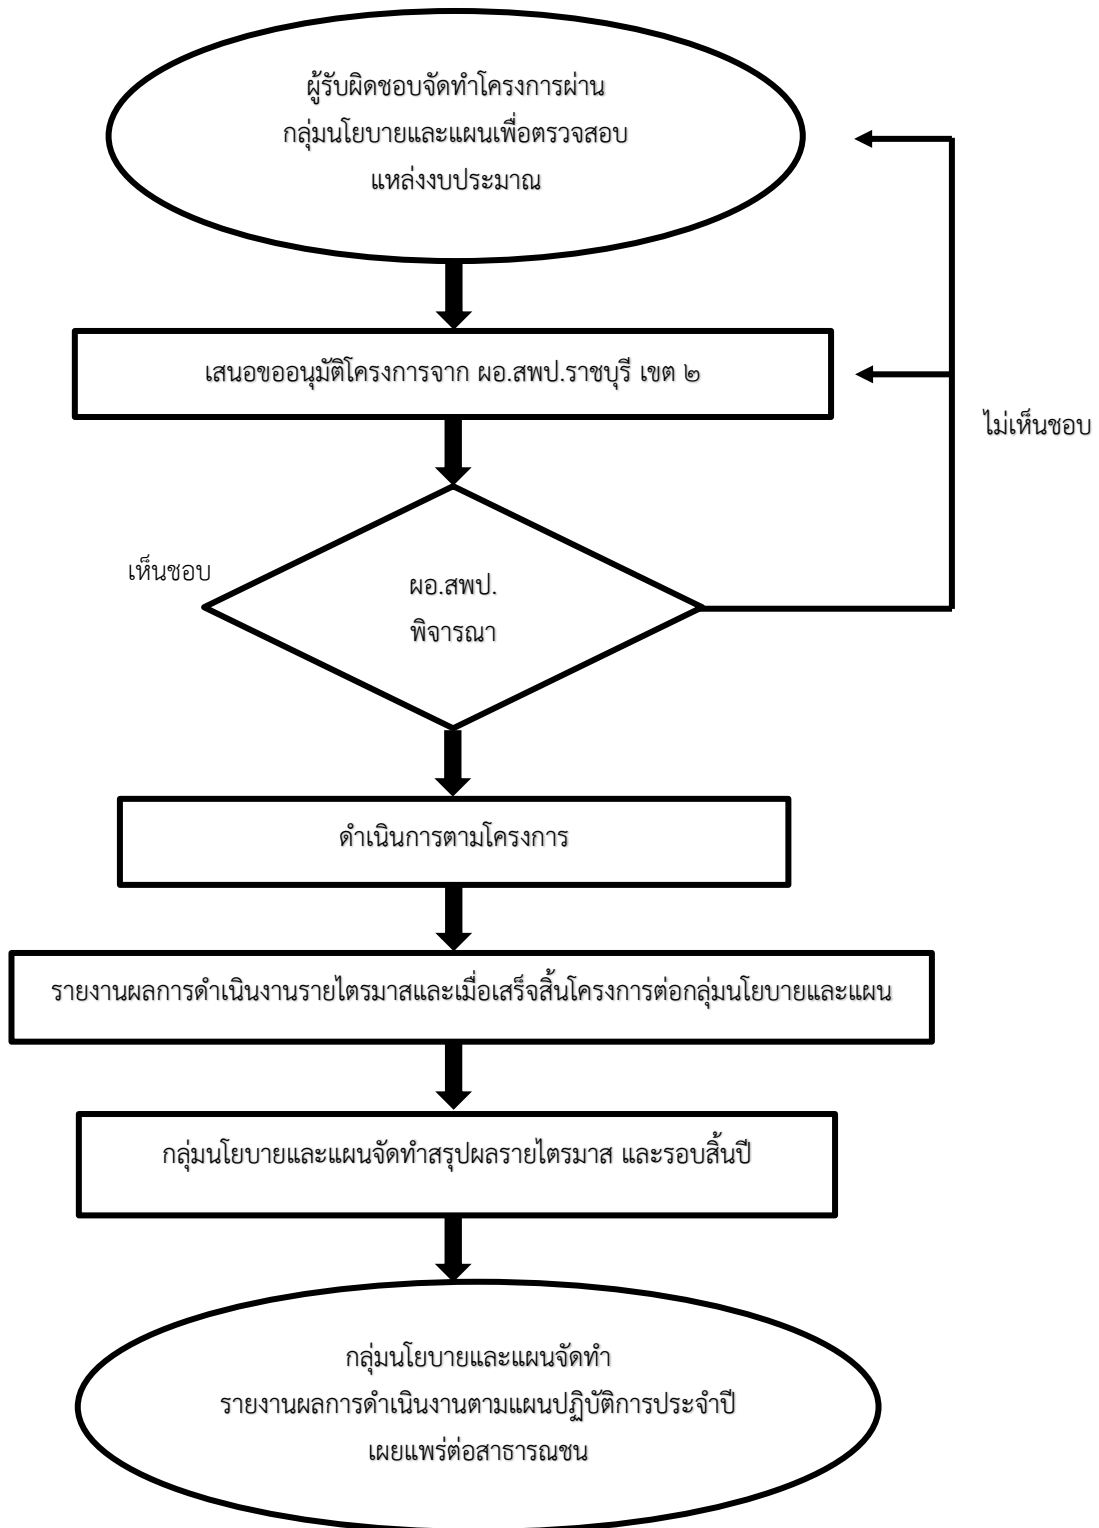 ผู้รับผิดชอบจัดทำโครงการผ่าน
กลุ่มนโยบายและแผนเพื่อตรวจสอบ
แหล่งงบประมาณ
เสนอขออนุมัติโครงการจาก ผอ.สพป.ราชบุรี เขต ๒
ไม่เห็นชอบ
เห็นชอบ
ผอ.สพป.
พิจารณา
ดำเนินการตามโครงการ
รายงานผลการดำเนินงานรายไตรมาสและเมื่อเสร็จสิ้นโครงการต่อกลุ่มนโยบายและแผน
กลุ่มนโยบายและแผนจัดทำสรุปผลรายไตรมาส และรอบสิ้นปี
กลุ่มนโยบายและแผนจัดทำ
รายงานผลการดำเนินงานตามแผนปฏิบัติการประจำปี
เผยแพร่ต่อสาธารณชน